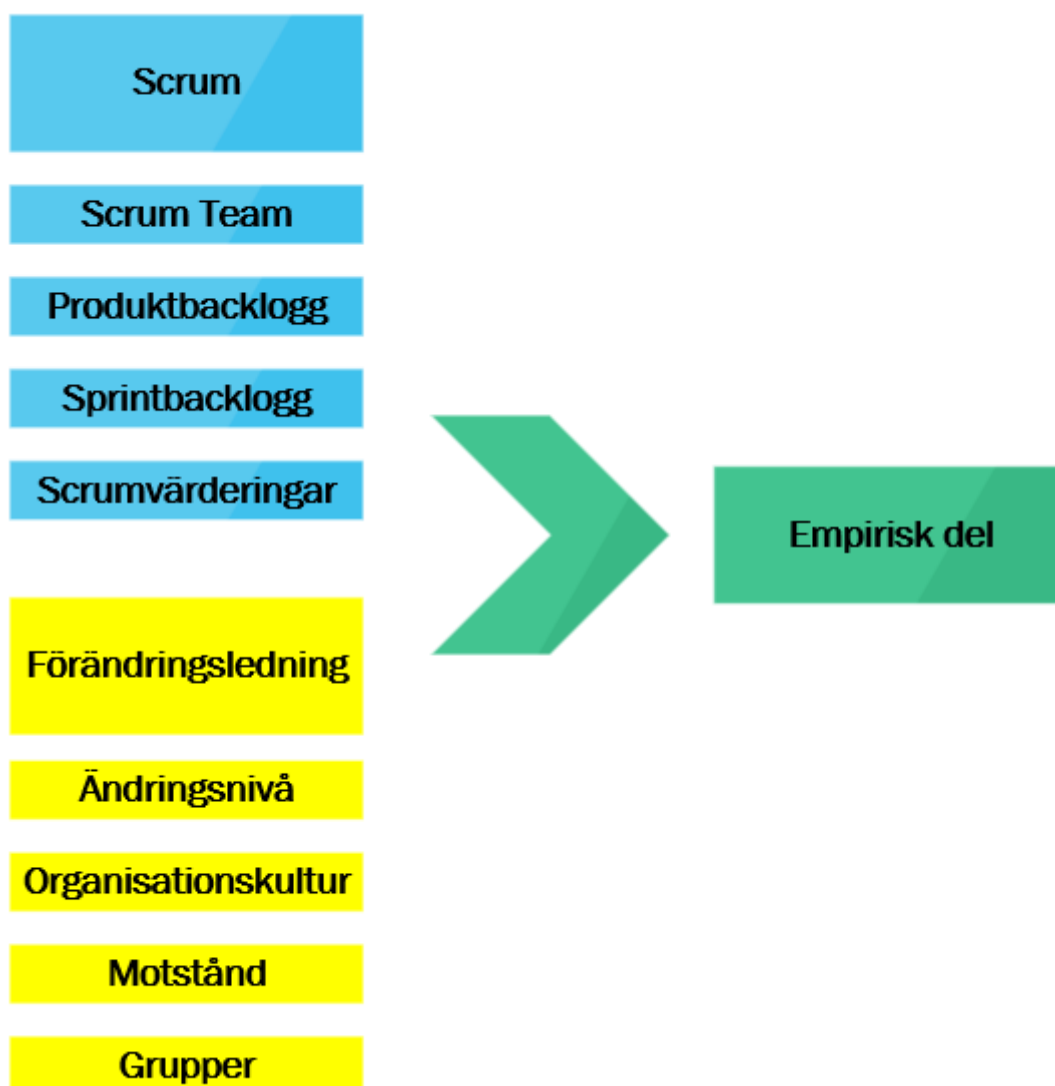 Scrum
Scrum Team
Produktbacklogg
Sprintbacklogg
Scrumvärderingar
Förändringsledning
Ändringsnivå
Organisationskultur
Motstånd
Grupper
Empirisk del